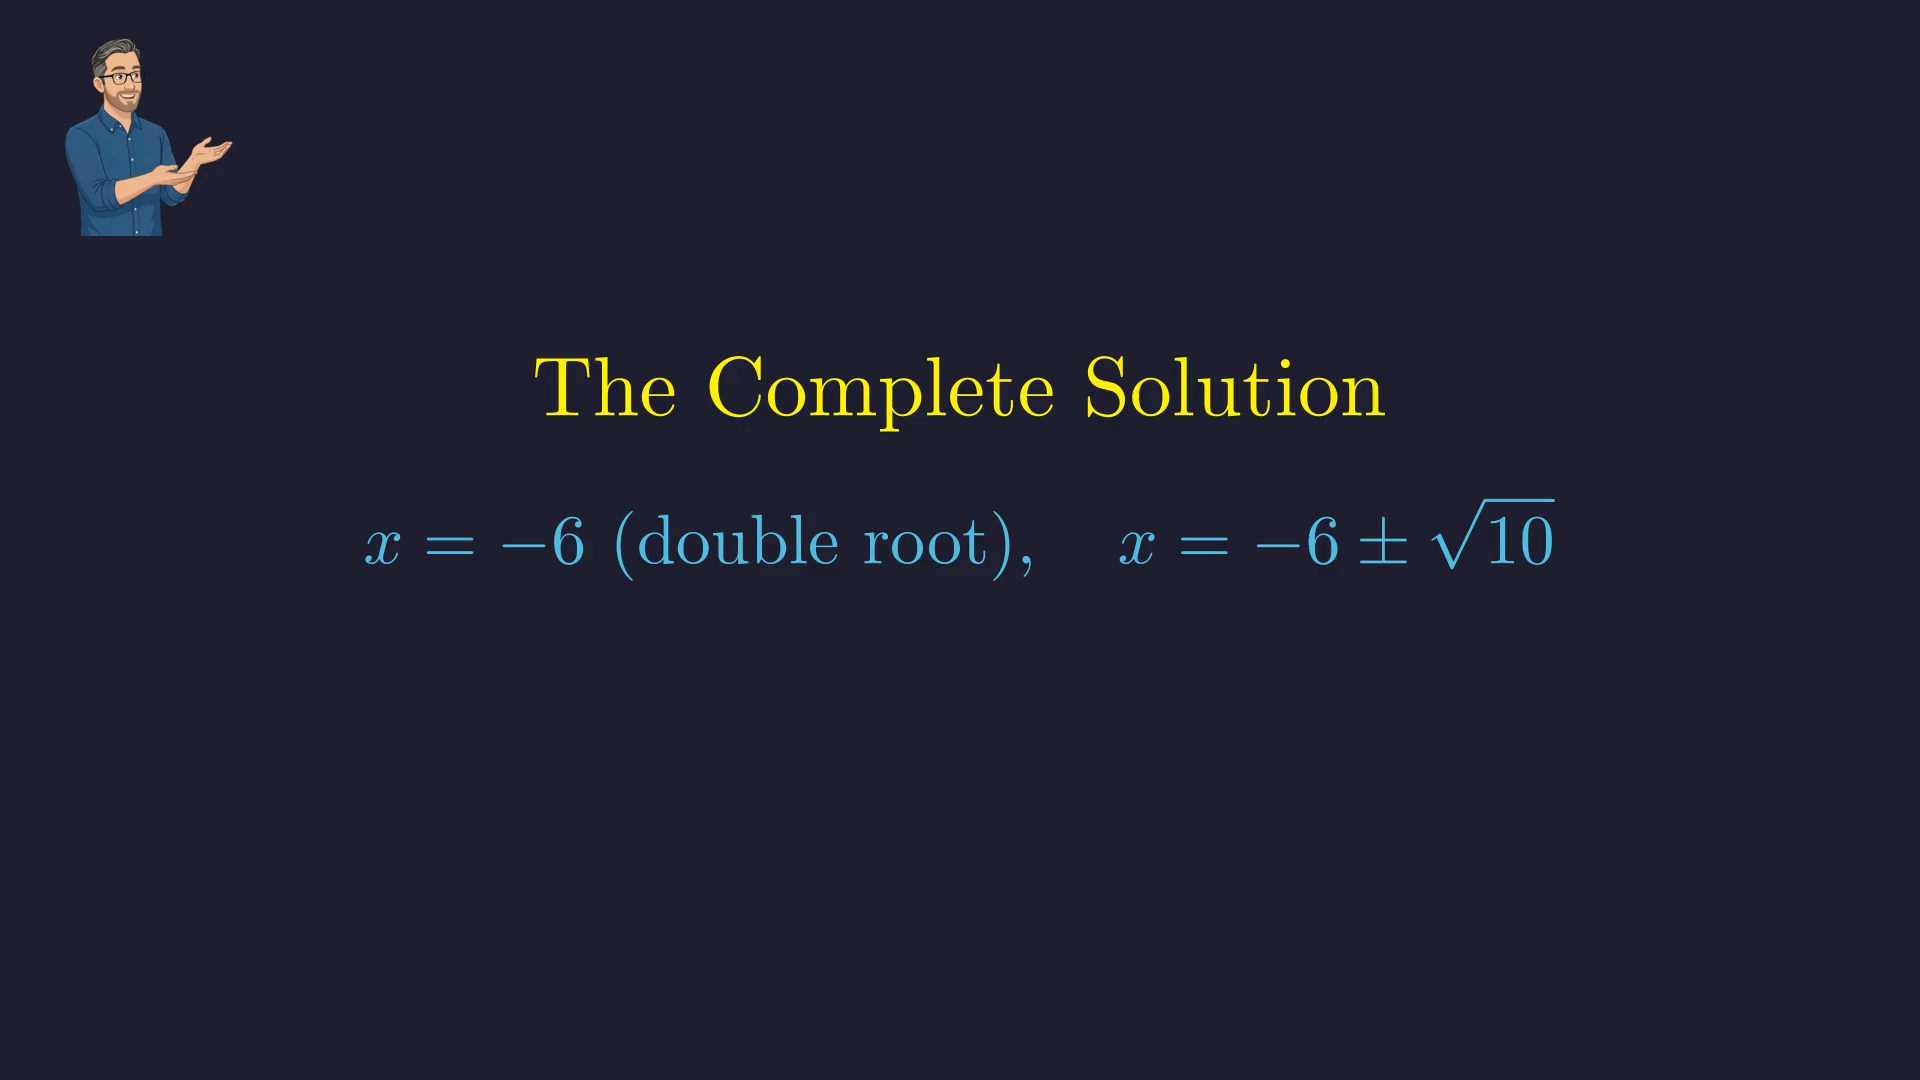 The Complete Solution
x = −6 (double root), x = −6 ± √10